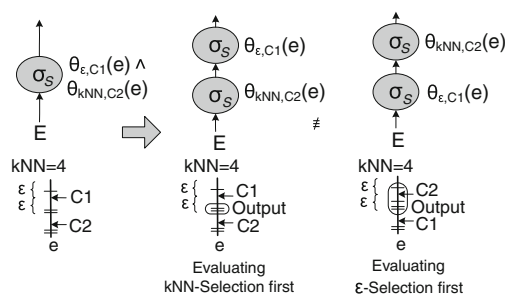 σS θε,C1(e) ∧
θkNN,C2(e)
E
kNN=4
ε
ε
C1
C2
e
σS θε,C1(e)
σS θkNN,C2(e)
E
kNN=4
ε
ε
C1
Output
C2
e
Evaluating
kNN-Selection first
≢
σS θkNN,C2(e)
σS θε,C1(e)
E
kNN=4
ε
ε
C2
Output
C1
e
Evaluating
ε-Selection first